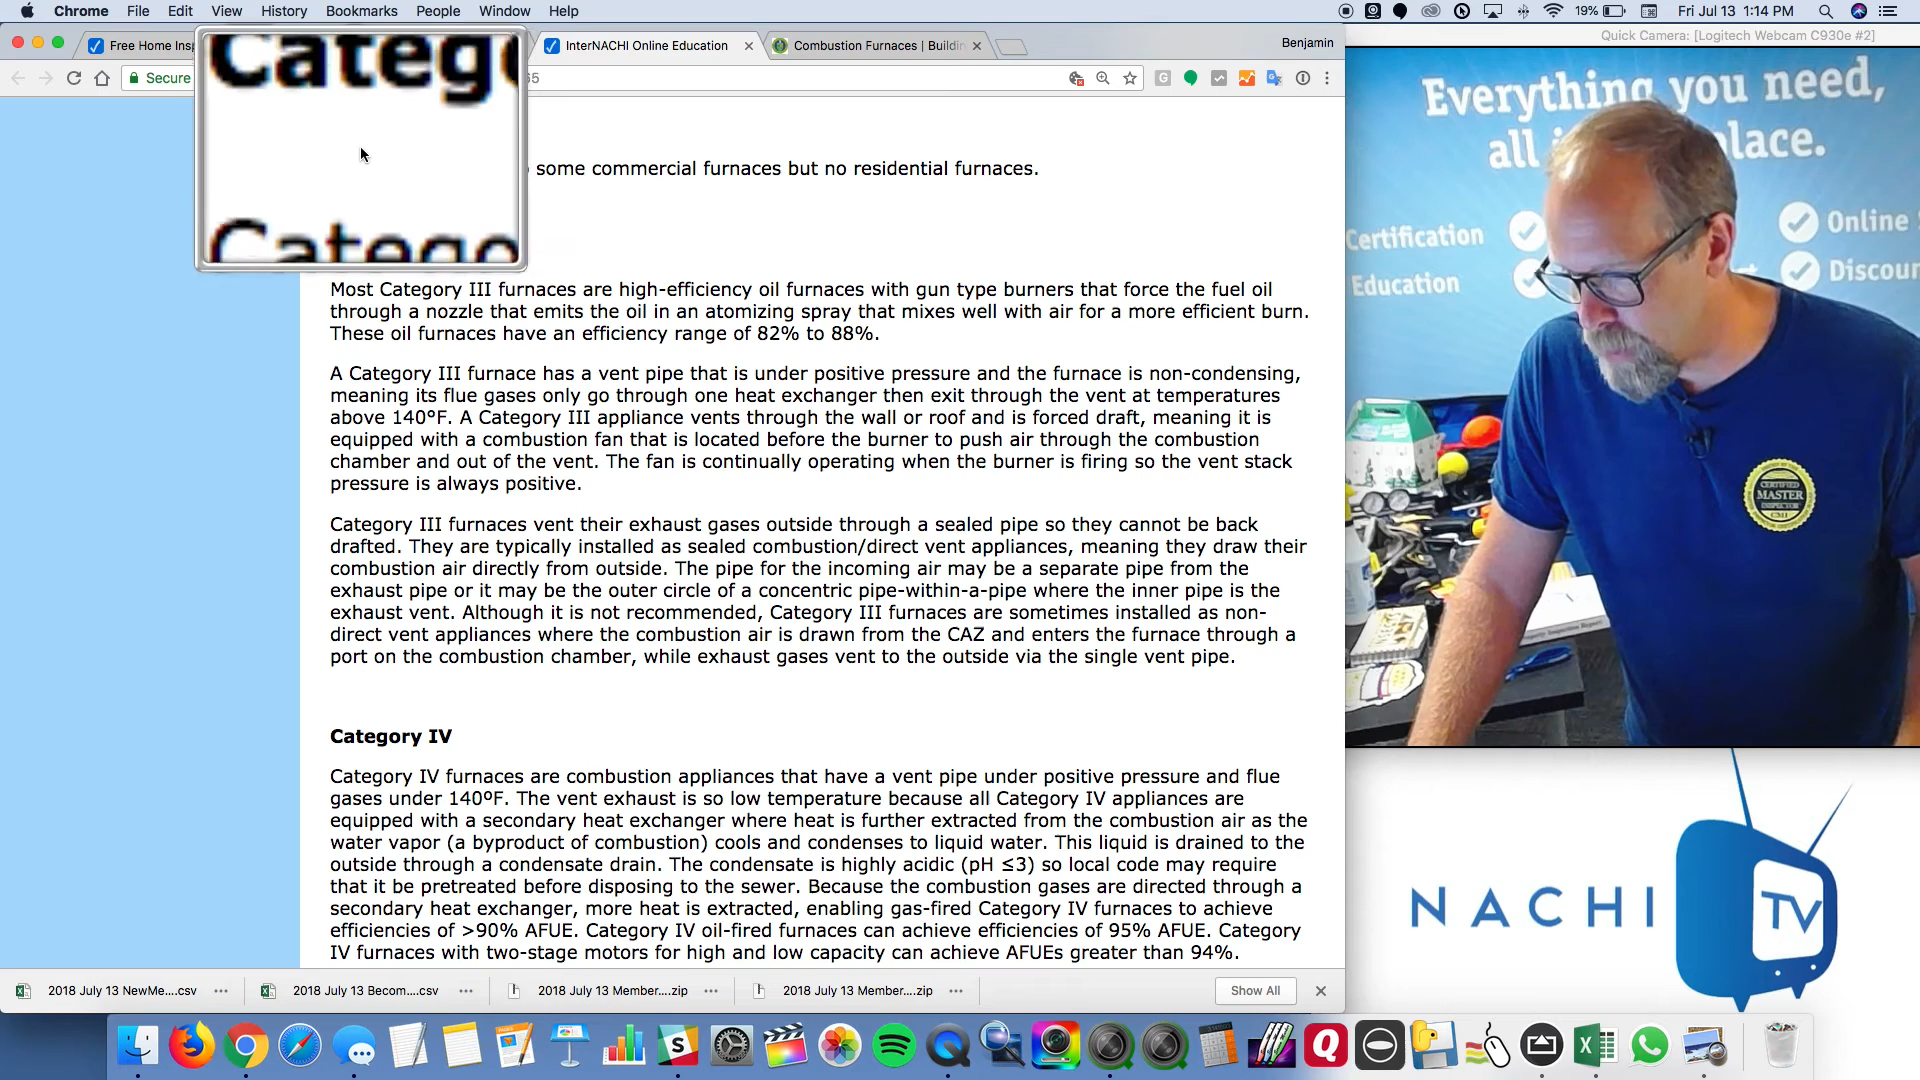 Chrome File Edit View History Bookmarks People Window Help
19% Fri Jul 13 1:14 PM
Quick Camera: [Logitech Webcam C930e #2]
Free Home Ins
InterNACHI Online Education
Combustion Furnaces | Buildin
Benjamin
Secure
65
Categ
Catego
some commercial furnaces but no residential furnaces.
Most Category III furnaces are high-efficiency oil furnaces with gun type burners that force the fuel oil
through a nozzle that emits the oil in an atomizing spray that mixes well with air for a more efficient burn.
These oil furnaces have an efficiency range of 82% to 88%.
A Category III furnace has a vent pipe that is under positive pressure and the furnace is non-condensing,
meaning its flue gases only go through one heat exchanger then exit through the vent at temperatures
above 140ºF. A Category III appliance vents through the wall or roof and is forced draft, meaning it is
equipped with a combustion fan that is located before the burner to push air through the combustion
chamber and out of the vent. The fan is continually operating when the burner is firing so the vent stack
pressure is always positive.
Category III furnaces vent their exhaust gases outside through a sealed pipe so they cannot be back
drafted. They are typically installed as sealed combustion/direct vent appliances, meaning they draw their
combustion air directly from outside. The pipe for the incoming air may be a separate pipe from the
exhaust pipe or it may be the outer circle of a concentric pipe-within-a-pipe where the inner pipe is the
exhaust vent. Although it is not recommended, Category III furnaces are sometimes installed as non-
direct vent appliances where the combustion air is drawn from the CAZ and enters the furnace through a
port on the combustion chamber, while exhaust gases vent to the outside via the single vent pipe.
Category IV
Category IV furnaces are combustion appliances that have a vent pipe under positive pressure and flue
gases under 140ºF. The vent exhaust is so low temperature because all Category IV appliances are
equipped with a secondary heat exchanger where heat is further extracted from the combustion air as the
water vapor (a byproduct of combustion) cools and condenses to liquid water. This liquid is drained to the
outside through a condensate drain. The condensate is highly acidic (pH ≤3) so local code may require
that it be pretreated before disposing to the sewer. Because the combustion gases are directed through a
secondary heat exchanger, more heat is extracted, enabling gas-fired Category IV furnaces to achieve
efficiencies of >90% AFUE. Category IV oil-fired furnaces can achieve efficiencies of 95% AFUE. Category
IV furnaces with two-stage motors for high and low capacity can achieve AFUEs greater than 94%.
2018 July 13 NewMe....csv
2018 July 13 Becom....csv
2018 July 13 Member....zip
2018 July 13 Member....zip
Show All
Everything you need,
all place.
Certification
Education
Online
Discou
CERTIFIED
MASTER
INSPECTOR
CMI
NACHI
TV